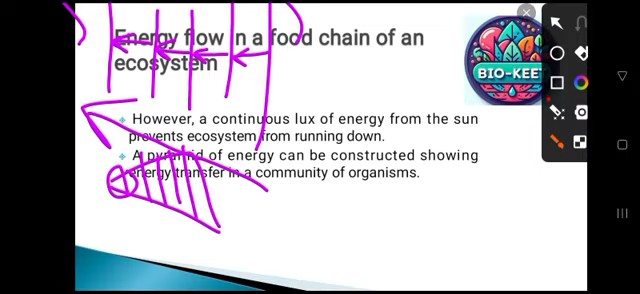 Energy flow in a food chain of an
ecosystem
BIO-KEE
However, a continuous lux of energy from the sun
prevents ecosystem from running down.
A pyramid of energy can be constructed showing
energy transfer in a community of organisms.